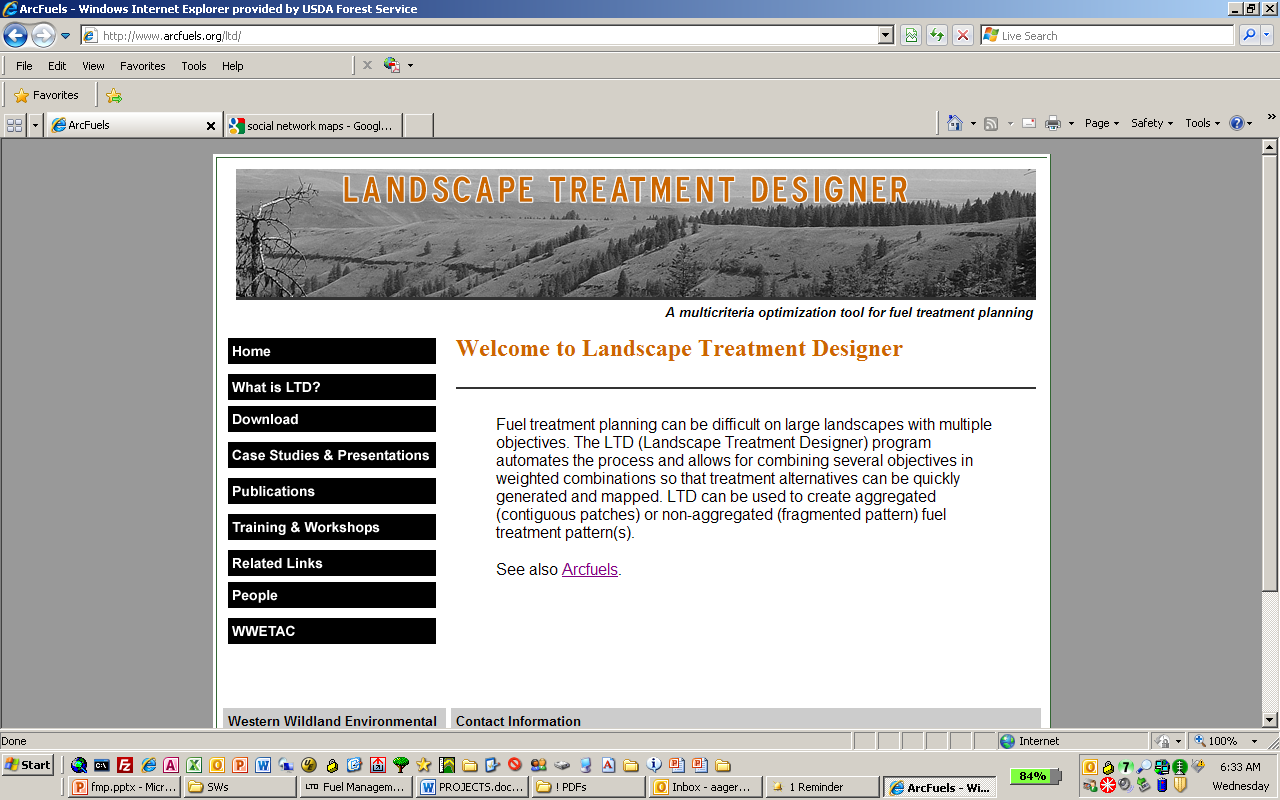 ArcFuels - Windows Internet Explorer provided by USDA Forest Service
http://www.arcfuels.org/ltd/
Live Search
File Edit View Favorites Tools Help
Favorites
ArcFuels
social network maps - Googl...
Page Safety Tools
LANDSCAPE TREATMENT DESIGNER
A multicriteria optimization tool for fuel treatment planning
Home
What is LTD?
Download
Case Studies & Presentations
Publications
Training & Workshops
Related Links
People
WWETAC
Welcome to Landscape Treatment Designer
Fuel treatment planning can be difficult on large landscapes with multiple
objectives. The LTD (Landscape Treatment Designer) program
automates the process and allows for combining several objectives in
weighted combinations so that treatment alternatives can be quickly
generated and mapped. LTD can be used to create aggregated
(contiguous patches) or non-aggregated (fragmented pattern) fuel
treatment pattern(s).
See also Arcfuels.
Western Wildland Environmental
Contact Information
Done
Internet
100%
Start
fmp.pptx - Micr...
SWs
LTD Fuel Managem...
PROJECTS.doc...
! PDFs
Inbox - aager...
1 Reminder
ArcFuels - Wi...
84%
6:33 AM
Wednesday